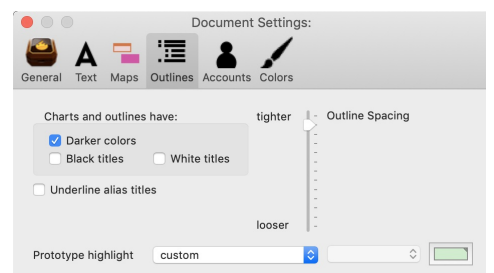 Document Settings:
General Text Maps Outlines Accounts Colors
Charts and outlines have: tighter Outline Spacing
Darker colors
Black titles White titles
Underline alias titles
looser
Prototype highlight custom